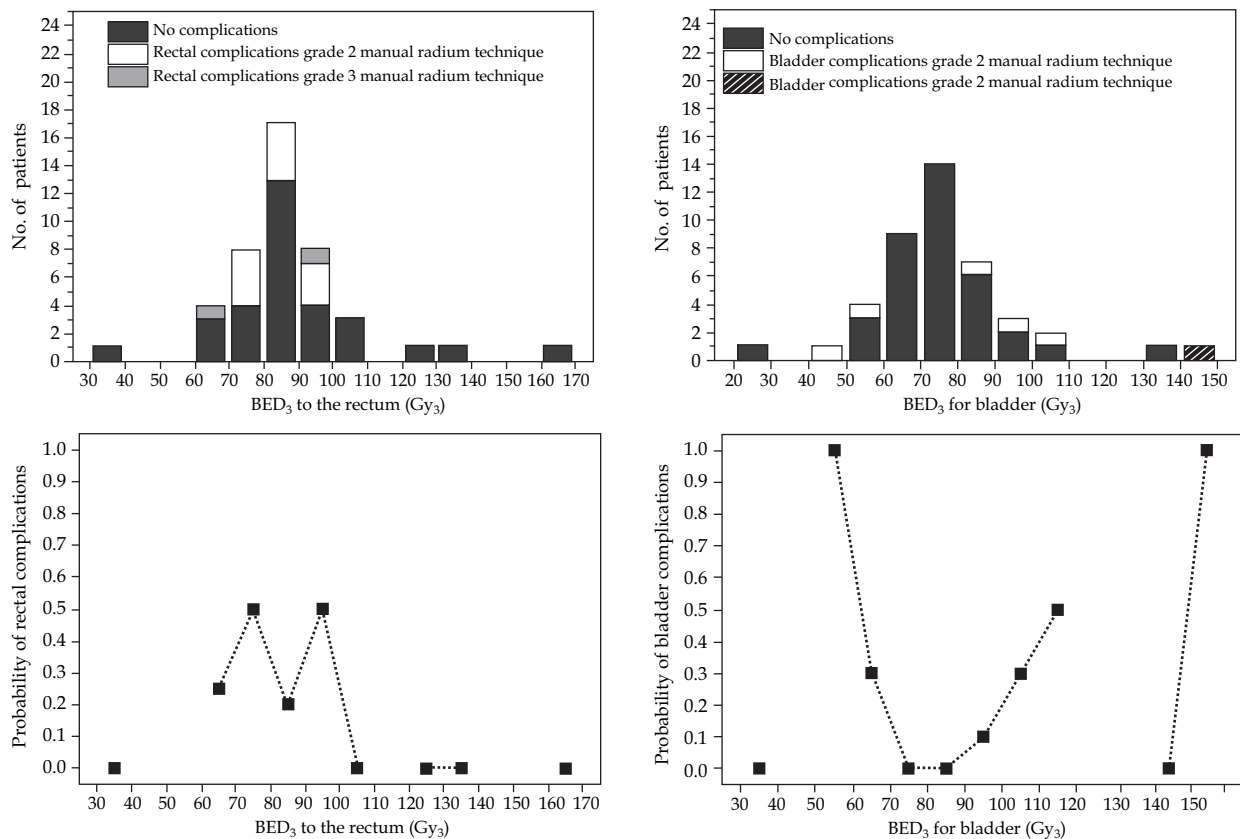 24
22
20
18
16
14
12
10
8
6
4
2
0
No. of patients
No complications
Rectal complications grade 2 manual radium technique
Rectal complications grade 3 manual radium technique
30 40 50 60 70 80 90 100 110 120 130 140 150 160 170
BED₃ to the rectum (Gy₃)
24
22
20
18
16
14
12
10
8
6
4
2
0
No. of patients
No complications
Bladder complications grade 2 manual radium technique
Bladder complications grade 2 manual radium technique
20 30 40 50 60 70 80 90 100 110 120 130 140 150
BED₃ for bladder (Gy₃)
1.0
0.9
0.8
0.7
0.6
0.5
0.4
0.3
0.2
0.1
0.0
Probability of rectal complications
30 40 50 60 70 80 90 100 110 120 130 140 150 160 170
BED₃ to the rectum (Gy₃)
1.0
0.9
0.8
0.7
0.6
0.5
0.4
0.3
0.2
0.1
0.0
Probability of bladder complications
30 40 50 60 70 80 90 100 110 120 140 150
BED₃ for bladder (Gy₃)